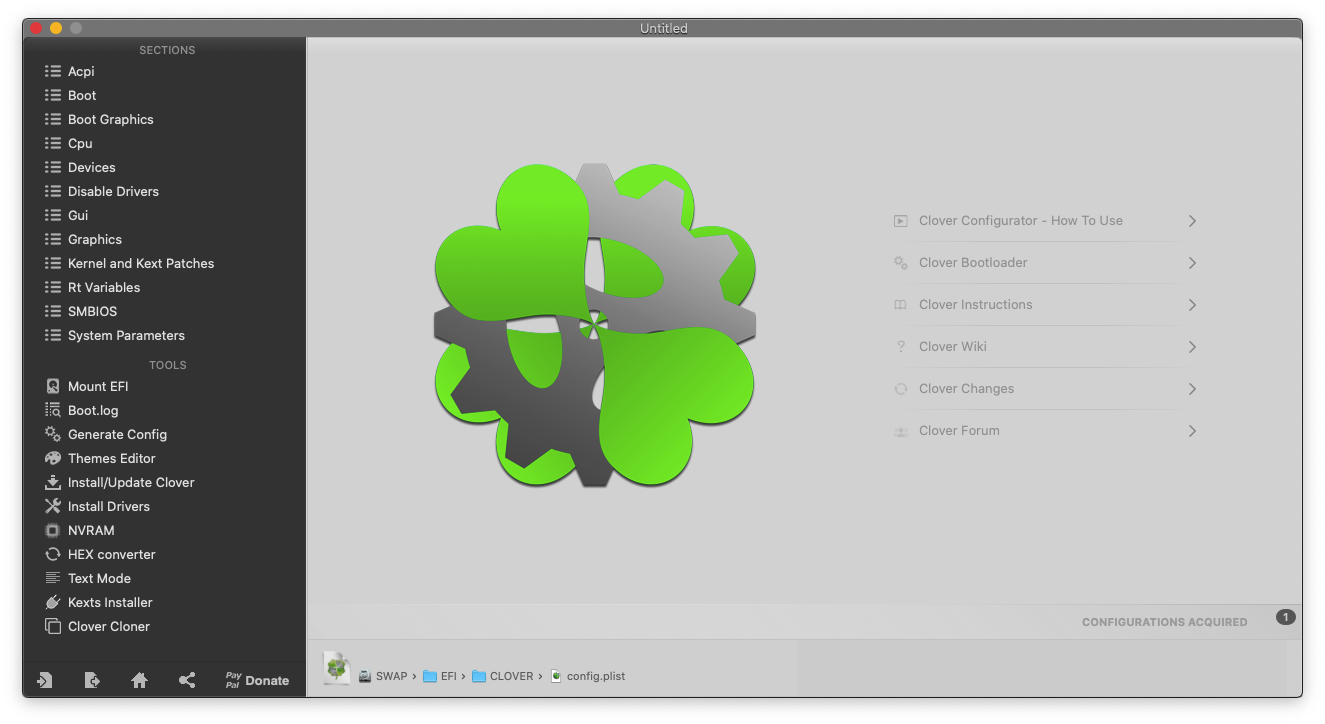 Untitled
SECTIONS
Acpi
Boot
Boot Graphics
Cpu
Devices
Disable Drivers
Gui
Graphics
Kernel and Kext Patches
Rt Variables
SMBIOS
System Parameters
TOOLS
Mount EFI
Boot.log
Generate Config
Themes Editor
Install/Update Clover
Install Drivers
NVRAM
HEX converter
Text Mode
Kexts Installer
Clover Cloner
Pay
Pal Donate
Clover Configurator - How To Use
Clover Bootloader
Clover Instructions
Clover Wiki
Clover Changes
Clover Forum
CONFIGURATIONS ACQUIRED 1
SWAP › EFI › CLOVER › config.plist